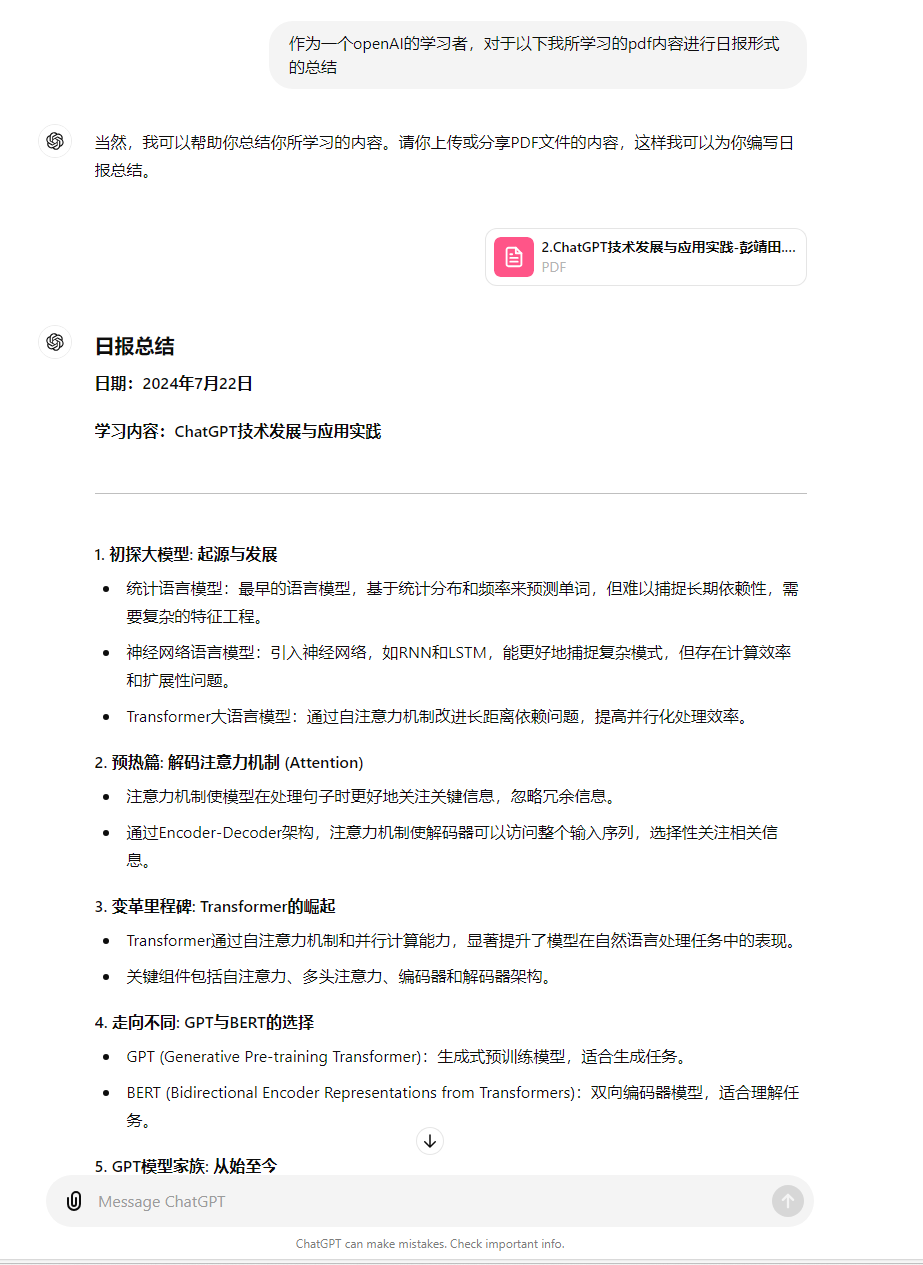 作为一个openAI的学习者，对于以下我所学习的pdf内容进行日报形式
的总结
当然，我可以帮助你总结你所学习的内容。请你上传或分享PDF文件的内容，这样我可以为你编写日
报总结。
2.ChatGPT技术发展与应用实践-彭靖田....
PDF
日报总结
日期：2024年7月22日
学习内容：ChatGPT技术发展与应用实践
1. 初探大模型: 起源与发展
• 统计语言模型：最早的语言模型，基于统计分布和频率来预测单词，但难以捕捉长期依赖性，需
要复杂的特征工程。
• 神经网络语言模型：引入神经网络，如RNN和LSTM，能更好地捕捉复杂模式，但存在计算效率
和扩展性问题。
• Transformer大语言模型：通过自注意力机制改进长距离依赖问题，提高并行化处理效率。
2. 预热篇: 解码注意力机制 (Attention)
• 注意力机制使模型在处理句子时更好地关注关键信息，忽略冗余信息。
• 通过Encoder-Decoder架构，注意力机制使解码器可以访问整个输入序列，选择性关注相关信
息。
3. 变革里程碑: Transformer的崛起
• Transformer通过自注意力机制和并行计算能力，显著提升了模型在自然语言处理任务中的表现。
• 关键组件包括自注意力、多头注意力、编码器和解码器架构。
4. 走向不同: GPT与BERT的选择
• GPT (Generative Pre-training Transformer)：生成式预训练模型，适合生成任务。
• BERT (Bidirectional Encoder Representations from Transformers)：双向编码器模型，适合理解任
务。
5. GPT模型家族: 从始至今
Message ChatGPT
ChatGPT can make mistakes. Check important info.